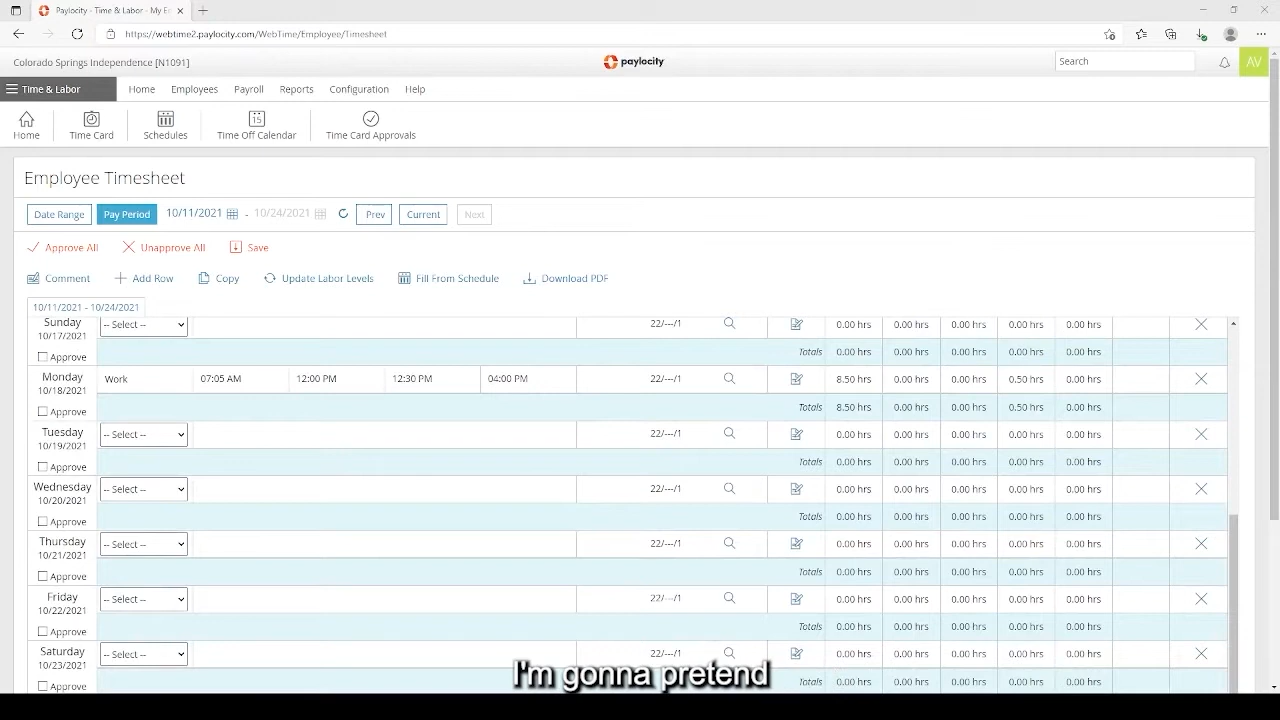 Paylocity - Time & Labor - My E
https://webtime2.paylocity.com/WebTime/Employee/Timesheet
Colorado Springs Independence [N1091]
paylocity
Search
AV
Time & Labor
Home
Employees
Payroll
Reports
Configuration
Help
Home
Time Card
Schedules
15
Time Off Calendar
Time Card Approvals
Employee Timesheet
Date Range
Pay Period
10/11/2021
-
10/24/2021
Prev
Current
Next
Approve All
Unapprove All
Save
Comment
Add Row
Copy
Update Labor Levels
Fill From Schedule
Download PDF
10/11/2021 - 10/24/2021
Sunday
10/17/2021
Approve
-- Select --
22/---/1
0.00 hrs 0.00 hrs 0.00 hrs 0.00 hrs 0.00 hrs
Totals 0.00 hrs 0.00 hrs 0.00 hrs 0.00 hrs 0.00 hrs
Monday
10/18/2021
Approve
Work 07:05 AM 12:00 PM 12:30 PM 04:00 PM
22/---/1
8.50 hrs 0.00 hrs 0.00 hrs 0.50 hrs 0.00 hrs
Totals 8.50 hrs 0.00 hrs 0.00 hrs 0.50 hrs 0.00 hrs
Tuesday
10/19/2021
Approve
-- Select --
22/---/1
0.00 hrs 0.00 hrs 0.00 hrs 0.00 hrs 0.00 hrs
Totals 0.00 hrs 0.00 hrs 0.00 hrs 0.00 hrs 0.00 hrs
Wednesday
10/20/2021
Approve
-- Select --
22/---/1
0.00 hrs 0.00 hrs 0.00 hrs 0.00 hrs 0.00 hrs
Totals 0.00 hrs 0.00 hrs 0.00 hrs 0.00 hrs 0.00 hrs
Thursday
10/21/2021
Approve
-- Select --
22/---/1
0.00 hrs 0.00 hrs 0.00 hrs 0.00 hrs 0.00 hrs
Totals 0.00 hrs 0.00 hrs 0.00 hrs 0.00 hrs 0.00 hrs
Friday
10/22/2021
Approve
-- Select --
22/---/1
0.00 hrs 0.00 hrs 0.00 hrs 0.00 hrs 0.00 hrs
Totals 0.00 hrs 0.00 hrs 0.00 hrs 0.00 hrs 0.00 hrs
Saturday
10/23/2021
Approve
-- Select --
22/---/1
0.00 hrs 0.00 hrs 0.00 hrs 0.00 hrs 0.00 hrs
Totals 0.00 hrs 0.00 hrs 0.00 hrs 0.00 hrs 0.00 hrs
I'm gonna pretend